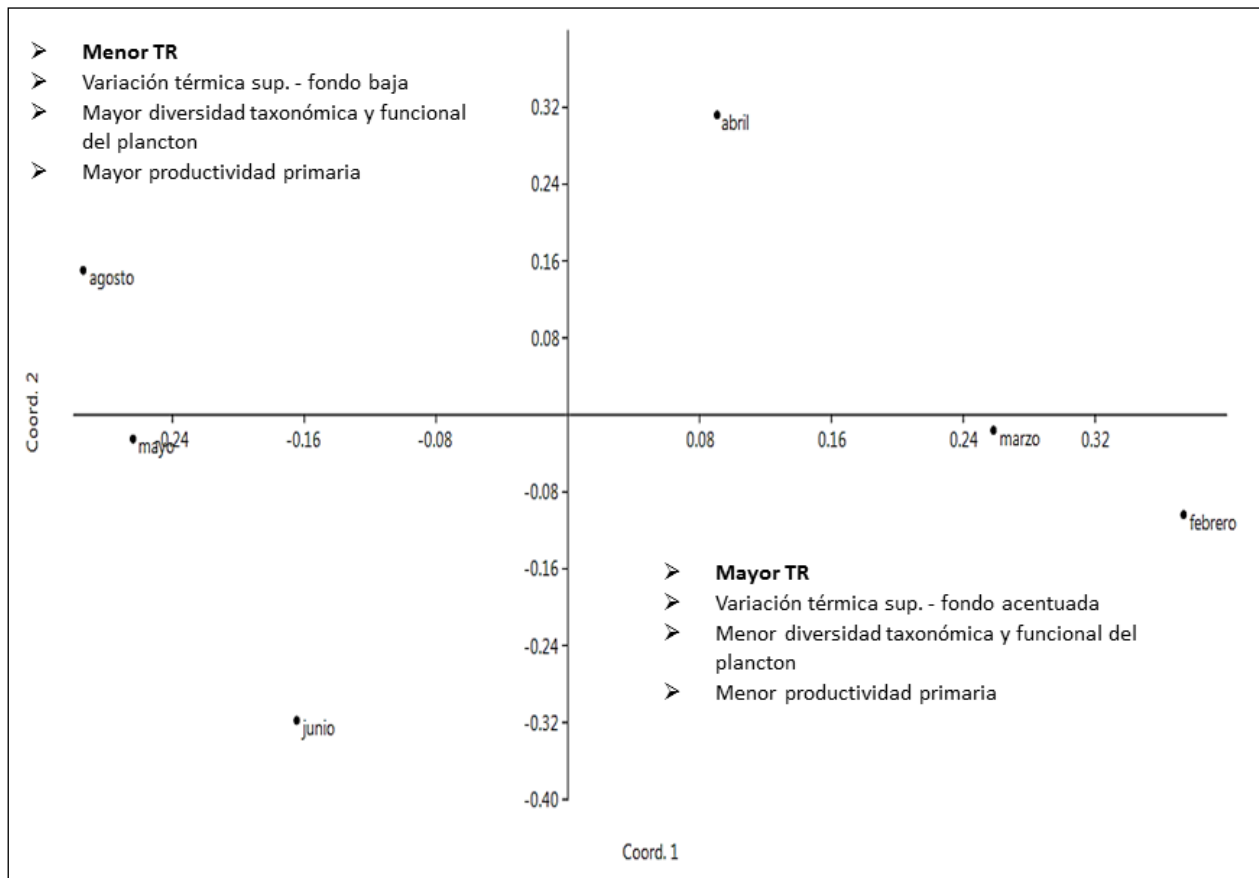 ➢ Menor TR
➢ Variación térmica sup. - fondo baja
➢ Mayor diversidad taxonómica y funcional
del plancton
➢ Mayor productividad primaria
0.32
abril
0.24
0.16
agosto
0.08
Coord. 2
mayo
-0.24
-0.16
-0.08
0.08
0.16
0.24
marzo
0.32
-0.08
febrero
-0.16
➢ Mayor TR
➢ Variación térmica sup. - fondo acentuada
➢ Menor diversidad taxonómica y funcional del
plancton
➢ Menor productividad primaria
-0.24
-0.32
junio
-0.40
Coord. 1